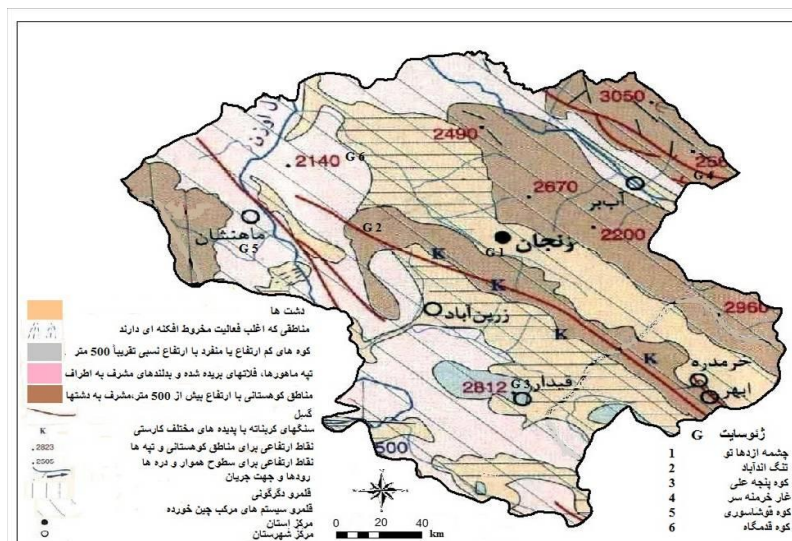 3050
2490
256
ل اوزن
2140
G6
G4
2670
آب‌بر
ماهنشان
G5
G2
زنجان
G1
2200
K
K
2960
زرین‌آباد
K
K
خرمدره
ابهر
2812
G3
قیدار
500
دشت ها
مناطقی که اغلب فعالیت مخروط افکنه ای دارند
کوه های کم ارتفاع یا منفرد با ارتفاع نسبی تقریباً 500 متر .
تپه ماهورها، فلاتهای بریده شده و بدلندهای مشرف به اطراف
مناطق کوهستانی با ارتفاع بیش از 500 متر،مشرف به دشتها
گسل
K سنگهای کربناته با پدیده های مختلف کارستی
2823 نقاط ارتفاعی برای مناطق کوهستانی و تپه ها
2505 نقاط ارتفاعی برای سطوح هموار و دره ها
رودها و جهت جریان
قلمرو دگرگونی
قلمرو سیستم های مرکب چین خورده
مرکز استان
مرکز شهرستان
0 20 40 km
ژئوسایت G
1 چشمه اژدها تو
2 تنگ اندآباد
3 کوه پنجه علی
4 غار خرمنه سر
5 کوه قوشاسوری
6 کوه قدمگاه